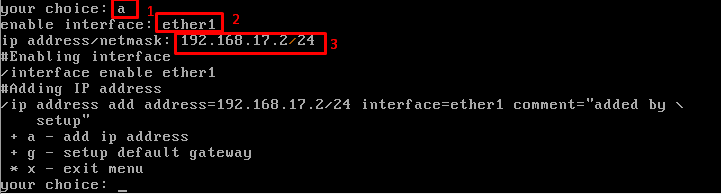 your choice: a 1
enable interface: ether1 2
ip address/netmask: 192.168.17.2/24 3
#Enabling interface
/interface enable ether1
#Adding IP address
/ip address add address=192.168.17.2/24 interface=ether1 comment="added by \
setup"
+ a - add ip address
+ g - setup default gateway
* x - exit menu
your choice: _